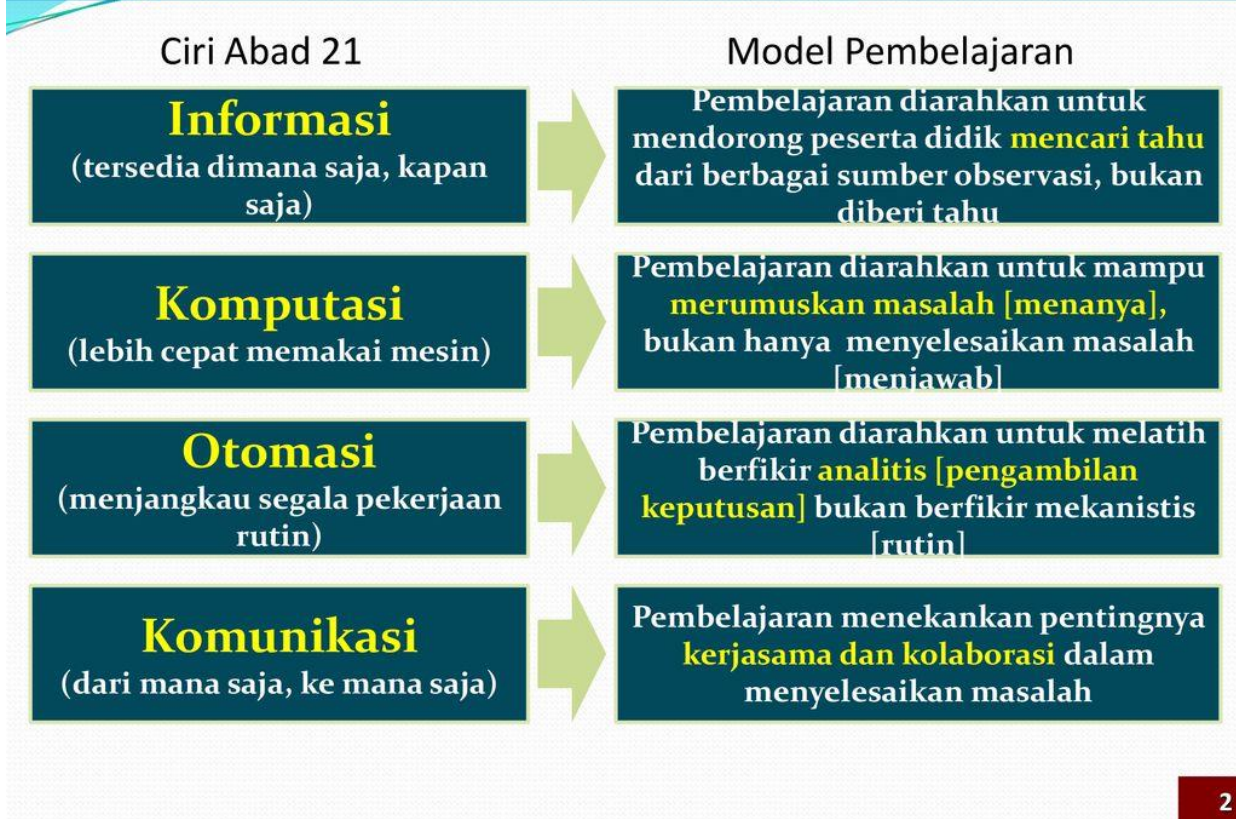 Ciri Abad 21
Model Pembelajaran
Informasi
(tersedia dimana saja, kapan
saja)
Pembelajaran diarahkan untuk
mendorong peserta didik mencari tahu
dari berbagai sumber observasi, bukan
diberi tahu
Komputasi
(lebih cepat memakai mesin)
Pembelajaran diarahkan untuk mampu
merumuskan masalah [menanya],
bukan hanya menyelesaikan masalah
[menjawab]
Otomasi
(menjangkau segala pekerjaan
rutin)
Pembelajaran diarahkan untuk melatih
berfikir analitis [pengambilan
keputusan] bukan berfikir mekanistis
[rutin]
Komunikasi
(dari mana saja, ke mana saja)
Pembelajaran menekankan pentingnya
kerjasama dan kolaborasi dalam
menyelesaikan masalah
2